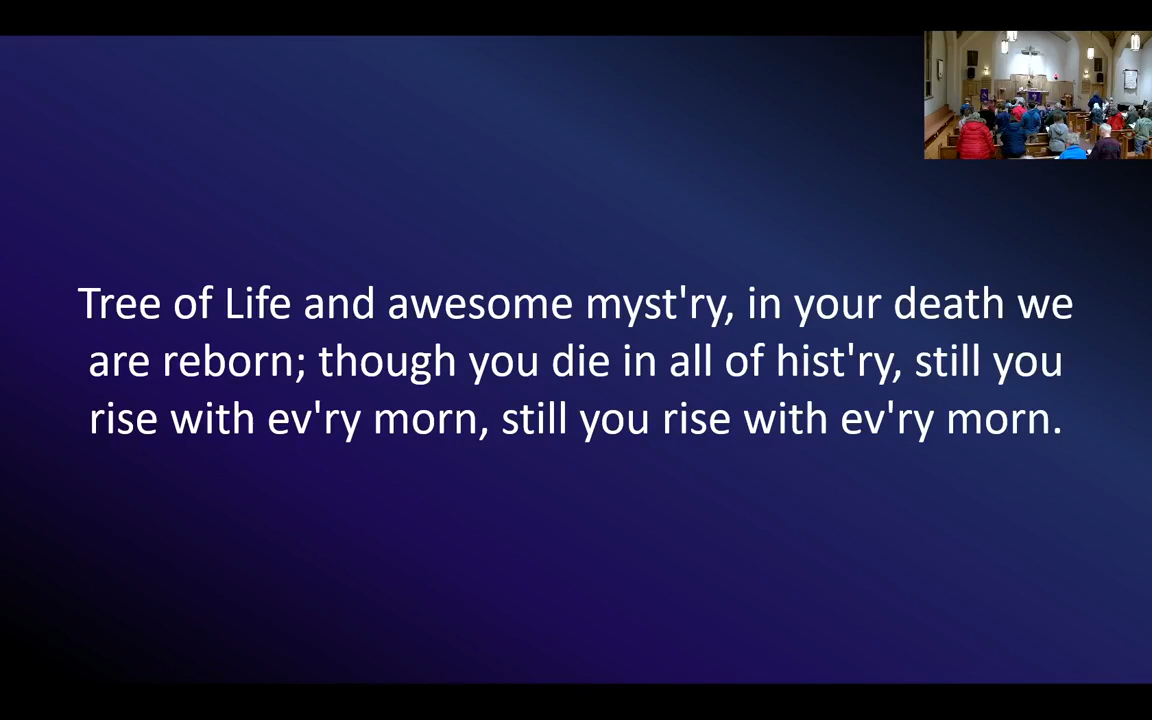 Tree of Life and awesome myst'ry, in your death we
are reborn; though you die in all of hist'ry, still you
rise with ev'ry morn, still you rise with ev'ry morn.